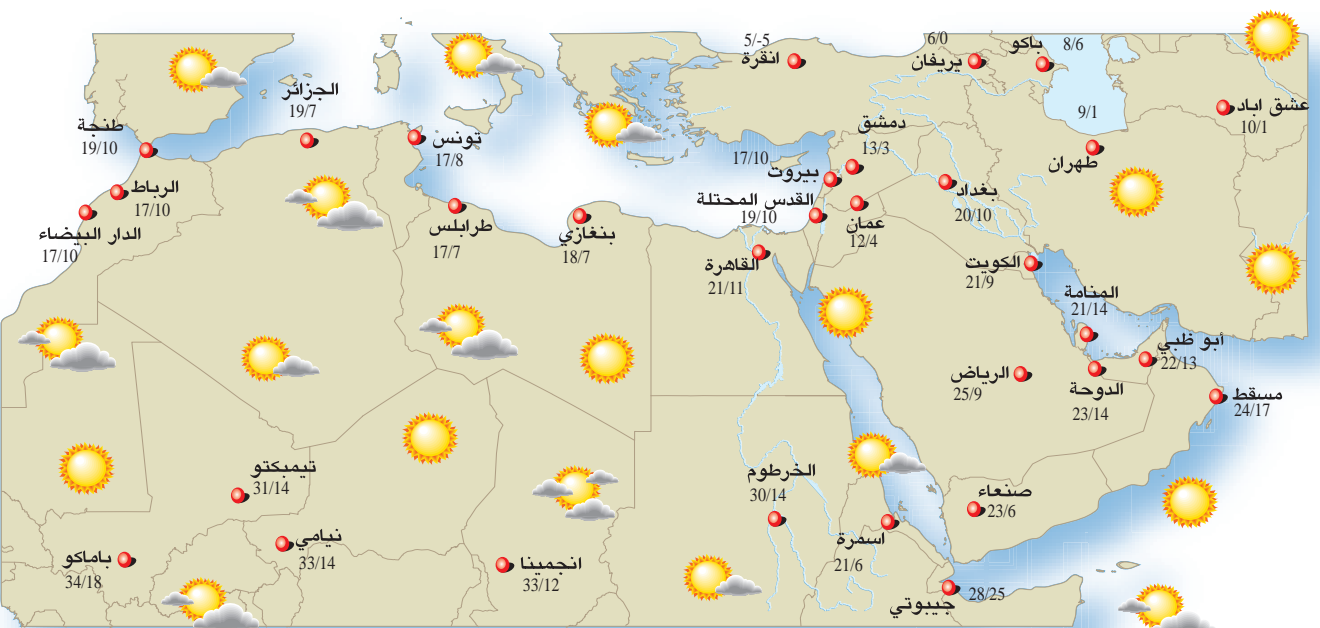 5/-5
انقرة
6/0
يريفان
باكو
8/6
عشق اباد
10/1
9/1
طهران
الجزائر
19/7
طنجة
19/10
تونس
17/8
دمشق
13/3
17/10
بيروت
بغداد
20/10
الرباط
17/10
الدار البيضاء
17/10
طرابلس
17/7
بنغازي
18/7
القدس المحتلة
19/10
عمان
12/4
القاهرة
21/11
الكويت
21/9
المنامة
21/14
أبو ظبي
22/13
الرياض
25/9
الدوحة
23/14
مسقط
24/17
تيمبكتو
31/14
الخرطوم
30/14
صنعاء
23/6
باماكو
34/18
نيامي
33/14
انجمينا
33/12
اسمرة
21/6
28/25
جيبوتي